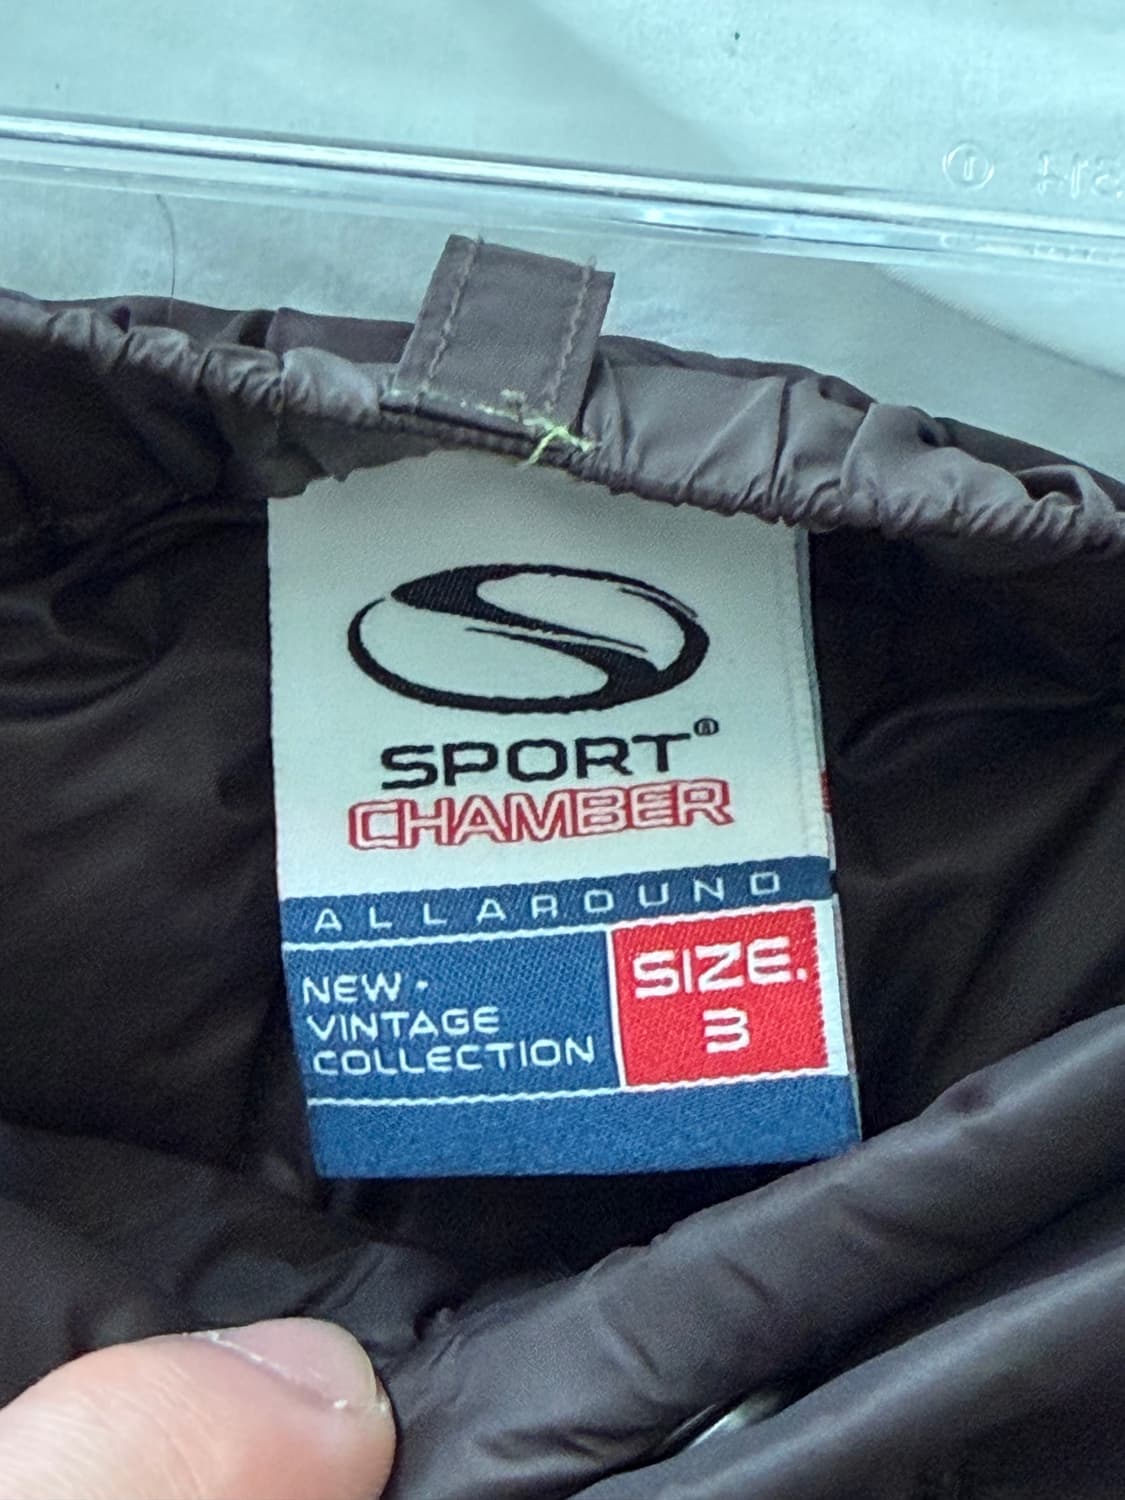 SPORT®
CHAMBER
ALLAROUND
NEW-
VINTAGE
COLLECTION
SIZE.
3